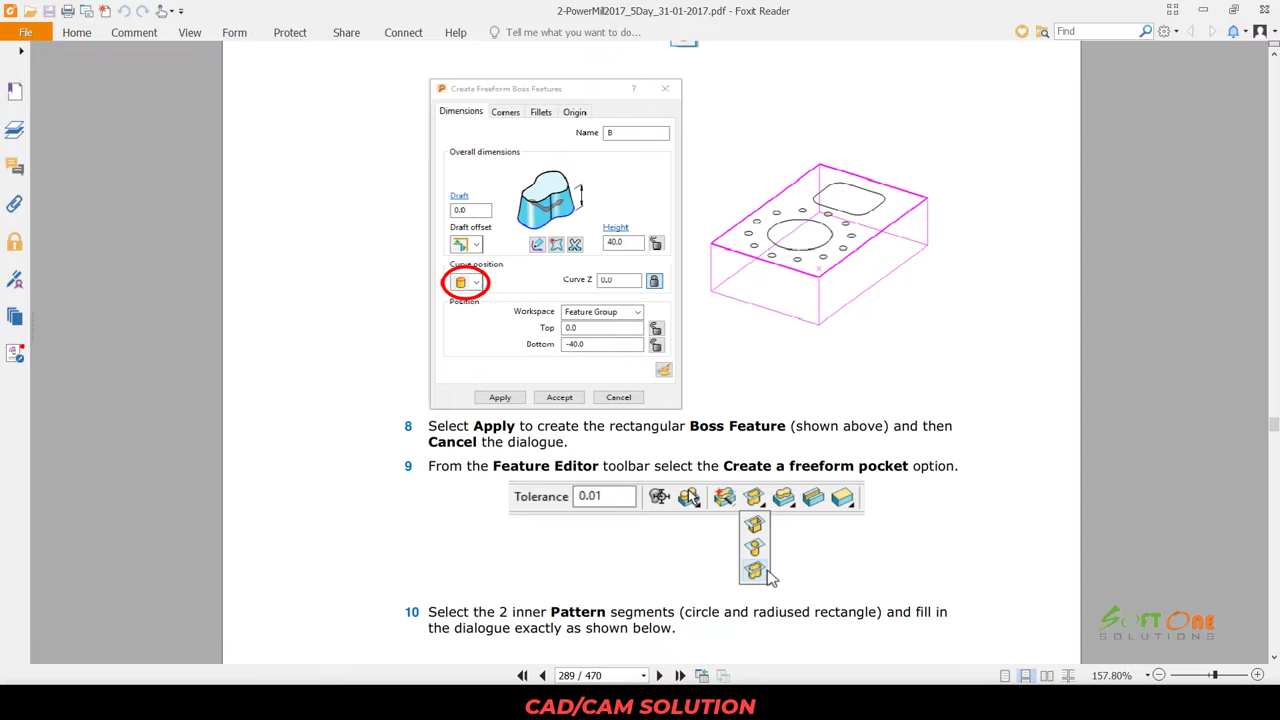 2-PowerMill2017_5Day_31-01-2017.pdf - Foxit Reader
File Home Comment View Form Protect Share Connect Help Tell me what you want to do... Find
Create Freeform Boss Features ?
Dimensions Corners Fillets Origin
Name B
Overall dimensions
Draft
0.0
Draft offset
Height
40.0
Curve position
Curve Z 0.0
Position
Workspace Feature Group
Top 0.0
Bottom -40.0
Apply Accept Cancel
8 Select Apply to create the rectangular Boss Feature (shown above) and then
Cancel the dialogue.
9 From the Feature Editor toolbar select the Create a freeform pocket option.
Tolerance 0.01
10 Select the 2 inner Pattern segments (circle and radiused rectangle) and fill in
the dialogue exactly as shown below.
SOFT ONE
SOLUTIONS
289 / 470
157.80%
CAD/CAM SOLUTION